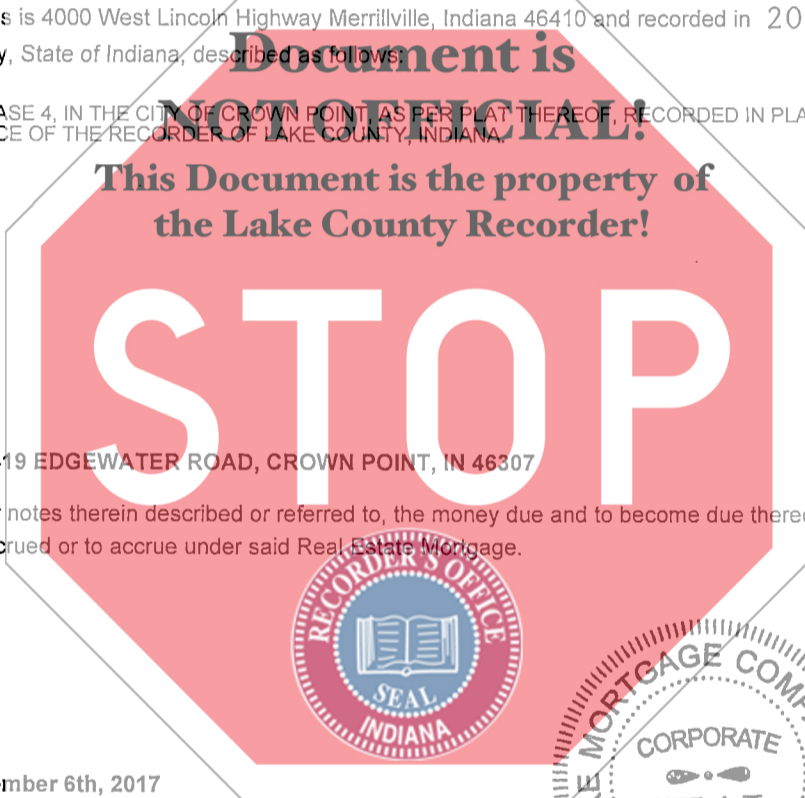 s is 4000 West Lincoln Highway Merrillville, Indiana 46410 and recorded in 20
y, State of Indiana, described as follows:
Document is
ASE 4, IN THE CITY OF CROWN POINT, AS PER PLAT THEREOF, RECORDED IN PLA
NOT OFFICIAL!
CE OF THE RECORDER OF LAKE COUNTY, INDIANA.
This Document is the property of
the Lake County Recorder!
STOP
19 EDGEWATER ROAD, CROWN POINT, IN 46307
notes therein described or referred to, the money due and to become due there
crued or to accrue under said Real Estate Mortgage.
RECORDER'S OFFICE
SEAL
INDIANA
E MORTGAGE COMP
CORPORATE
mber 6th, 2017